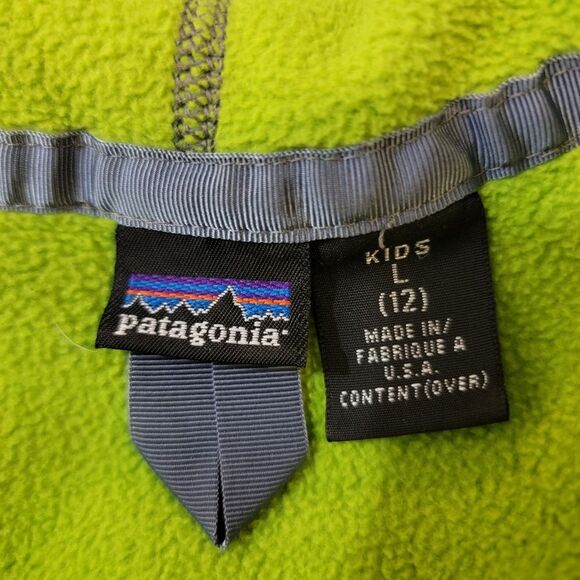 patagonia
KIDS
L
(12)
MADE IN/
FABRIQUE A
U.S.A.
CONTENT(OVER)